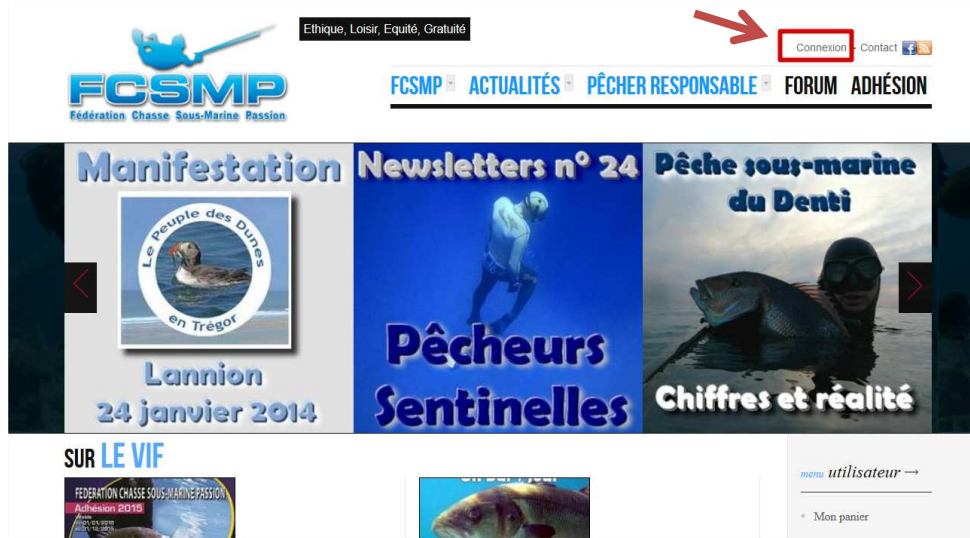 Ethique, Loisir, Equité, Gratuité
Connexion - Contact
FCSMP
Fédération Chasse Sous-Marine Passion
FCSMP ACTUALITÉS PÊCHER RESPONSABLE FORUM ADHÉSION
Manifestation
Le Peuple des Dunes
en Trégor
Lannion
24 janvier 2014
Newsletters n° 24
Pêcheurs
Sentinelles
Pêche sous-marine
du Denti
Chiffres et réalité
SUR LE VIF
FEDERATION CHASSE SOUS-MARINE PASSION
Adhésion 2015
menu utilisateur →
Mon panier